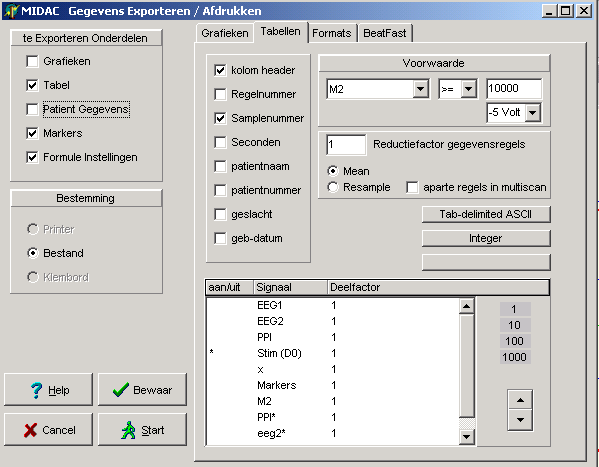 MIDAC Gegevens Exporteren / Afdrukken
te Exporteren Onderdelen
Grafieken
Tabel
Patient Gegevens
Markers
Formule Instellingen
Bestemming
Printer
Bestand
Klembord
Help
Bewaar
Cancel
Start
Grafieken Tabellen Formats BeatFast
kolom header
Regelnummer
Samplenummer
Seconden
patientnaam
patientnummer
geslacht
geb-datum
Voorwaarde
M2 >= 10000
-5 Volt
1 Reductiefactor gegevensregels
Mean
Resample aparte regels in multiscan
Tab-delimited ASCII
Integer
aan/uit Signaal Deelfactor
EEG1 1
EEG2 1
PPI 1
* Stim (D0) 1
x 1
Markers 1
M2 1
PPI* 1
eeg2* 1
1
10
100
1000